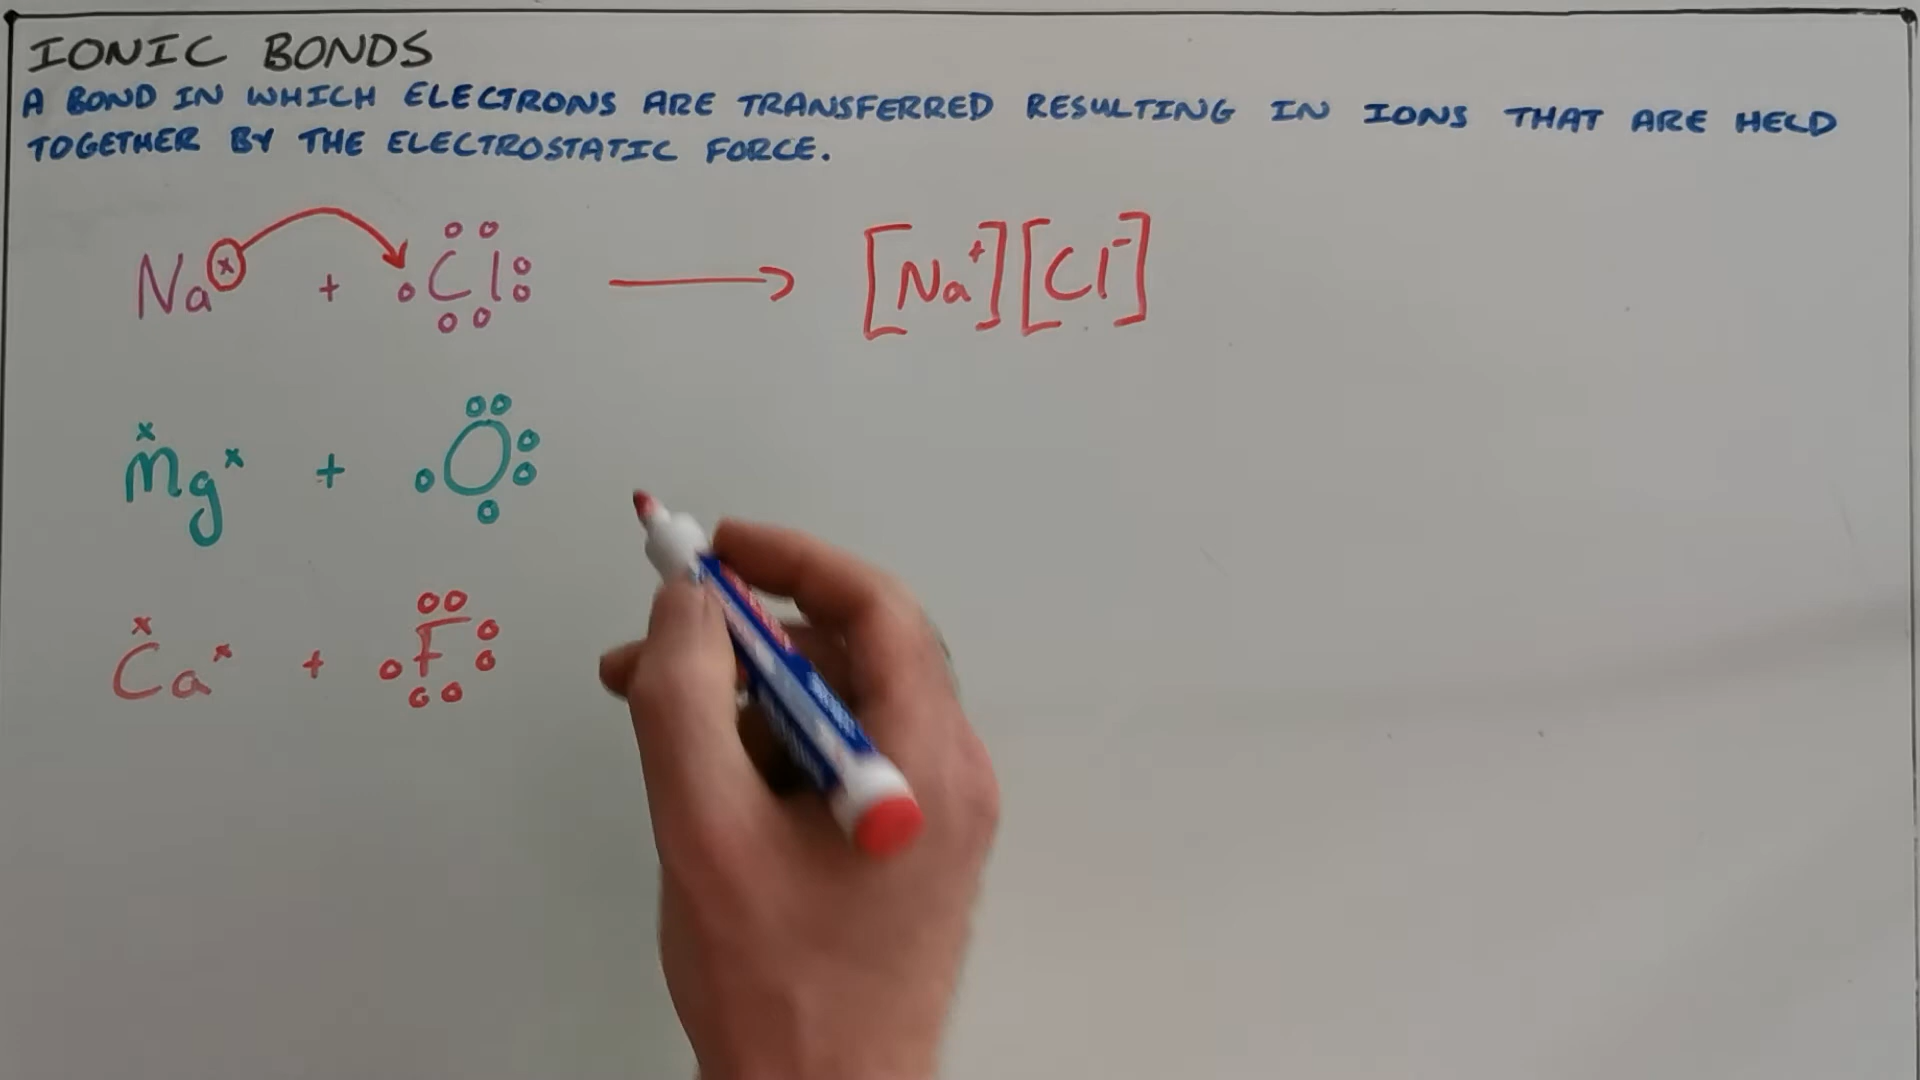 IONIC BONDS
A BOND IN WHICH ELECTRONS ARE TRANSFERRED RESULTING IN IONS THAT ARE HELD
TOGETHER BY THE ELECTROSTATIC FORCE.
Na x + Cl → [Na⁺][Cl⁻]
x Mg x + O
x Ca x + F